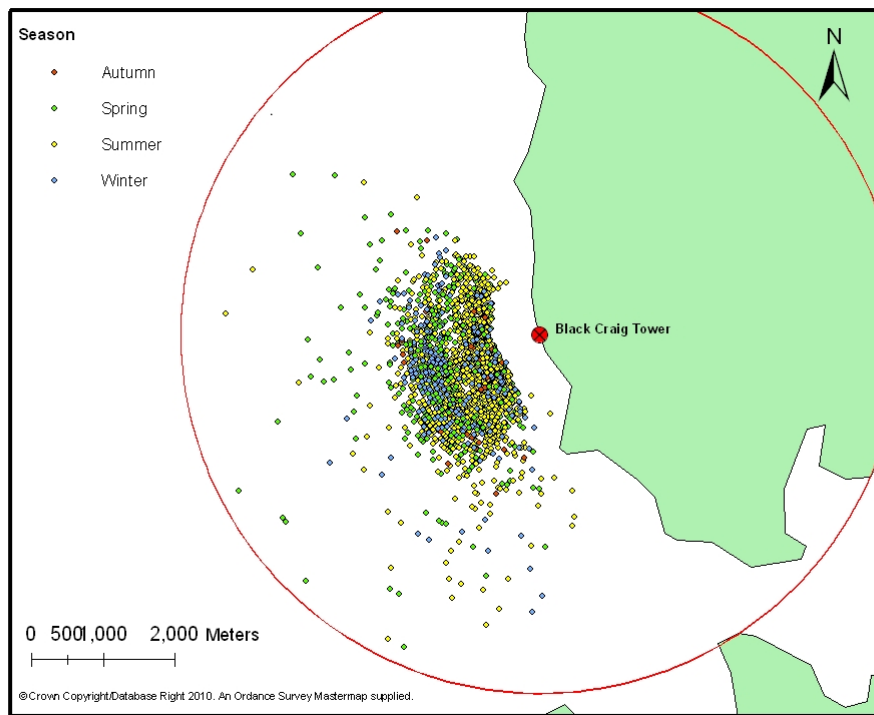 Season
Autumn
Spring
Summer
Winter
N
Black Craig Tower
0 5001,000 2,000 Meters
©Crown Copyright/Database Right 2010. An Ordance Survey Mastermap supplied.